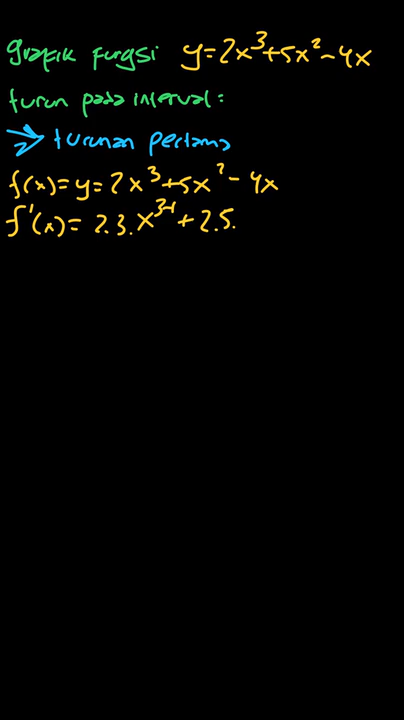 grafik fungsi y=2x³+5x²-4x
turun pada interval:
=> turunan pertama
f(x)=y=2x³+5x²-4x
f'(x)=2.3.x³⁻¹+2.5.